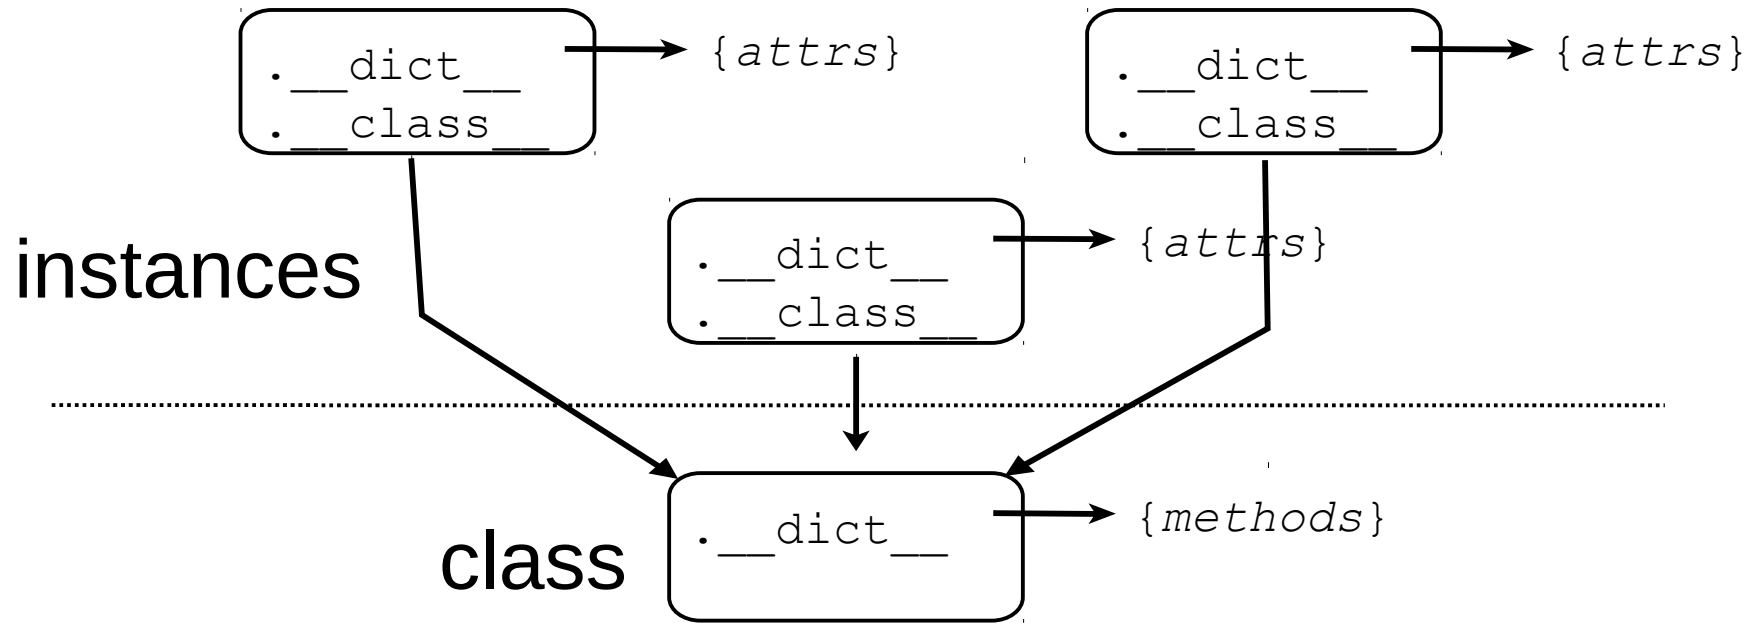 .__dict__
.__class__
{attrs}
.__dict__
.__class__
{attrs}
instances
.__dict__
.__class__
{attrs}
class
.__dict__
{methods}